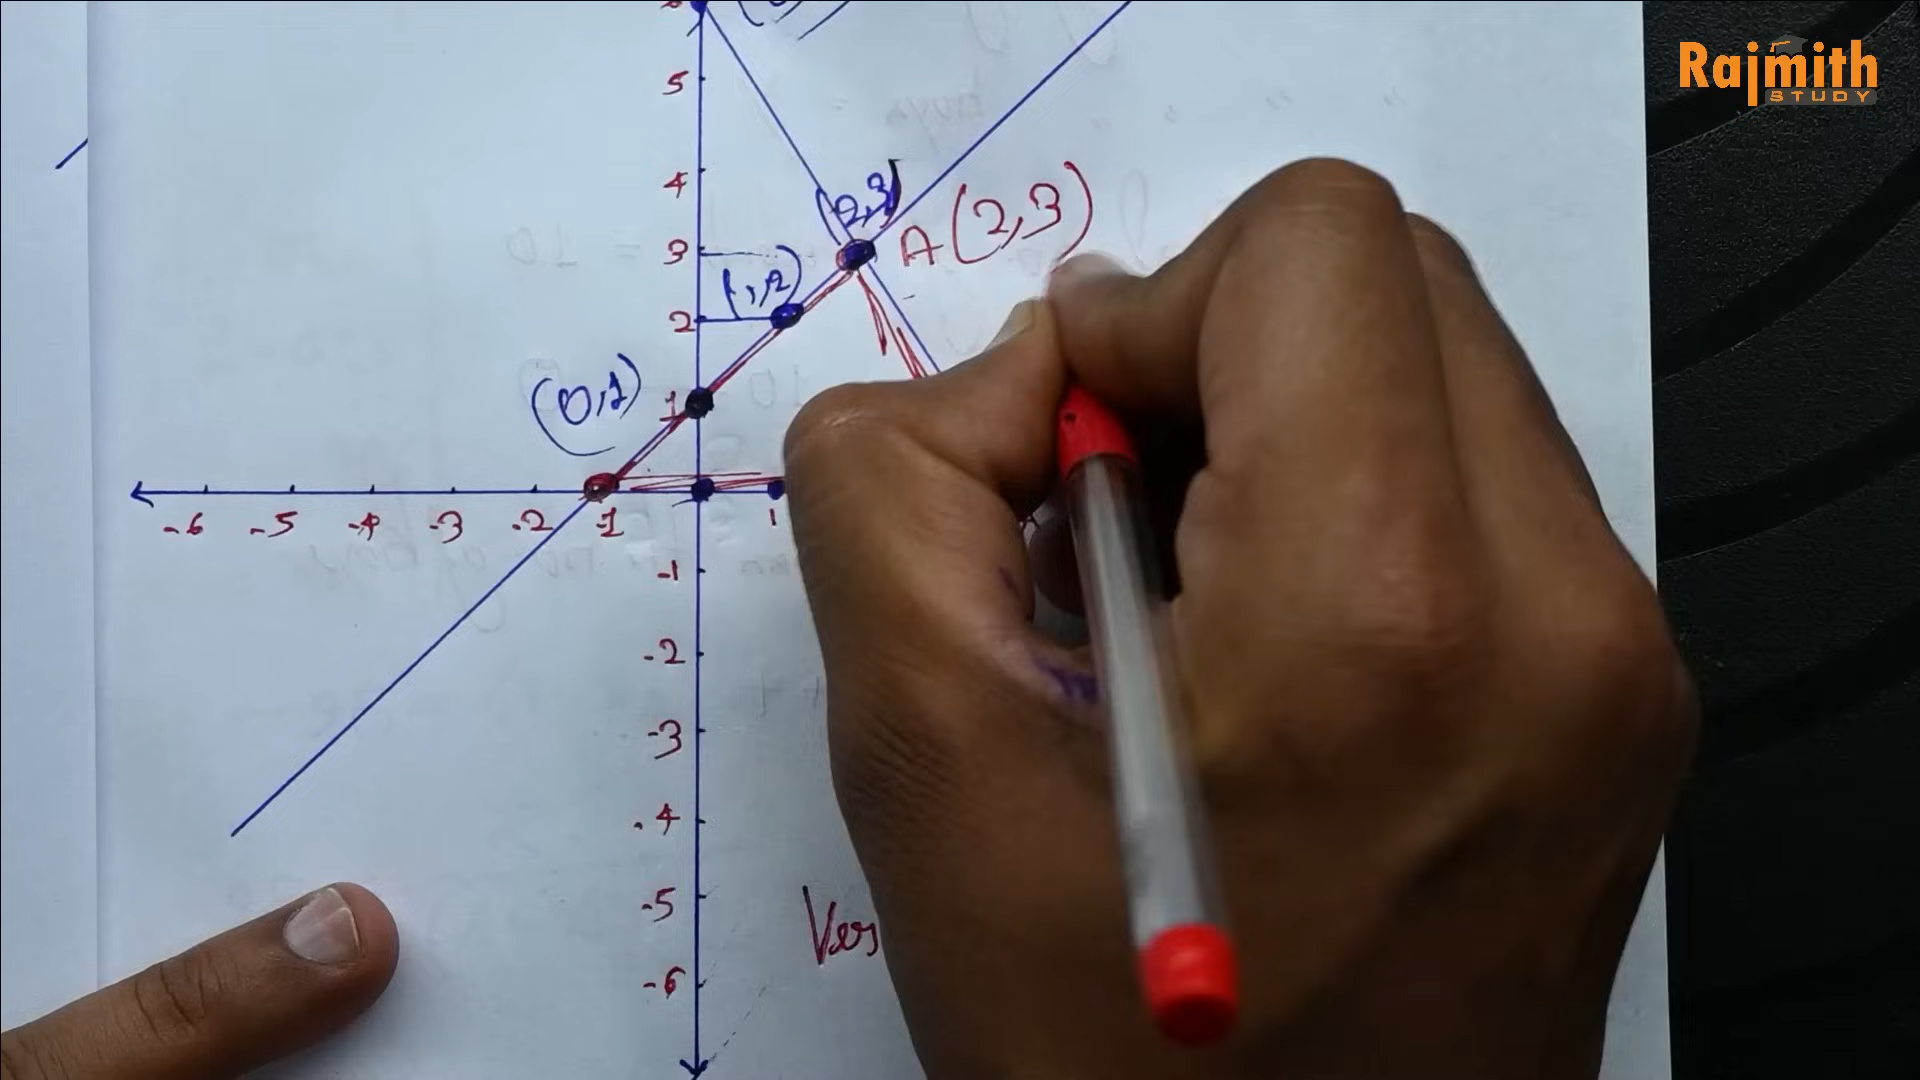 Rajmith
STUDY
5
4
(2,3)
A (2,3)
3
(1,2)
2
(0,1)
1
-6 -5 -4 -3 -2 -1 1
-1
-2
-3
-4
-5
Ver
-6